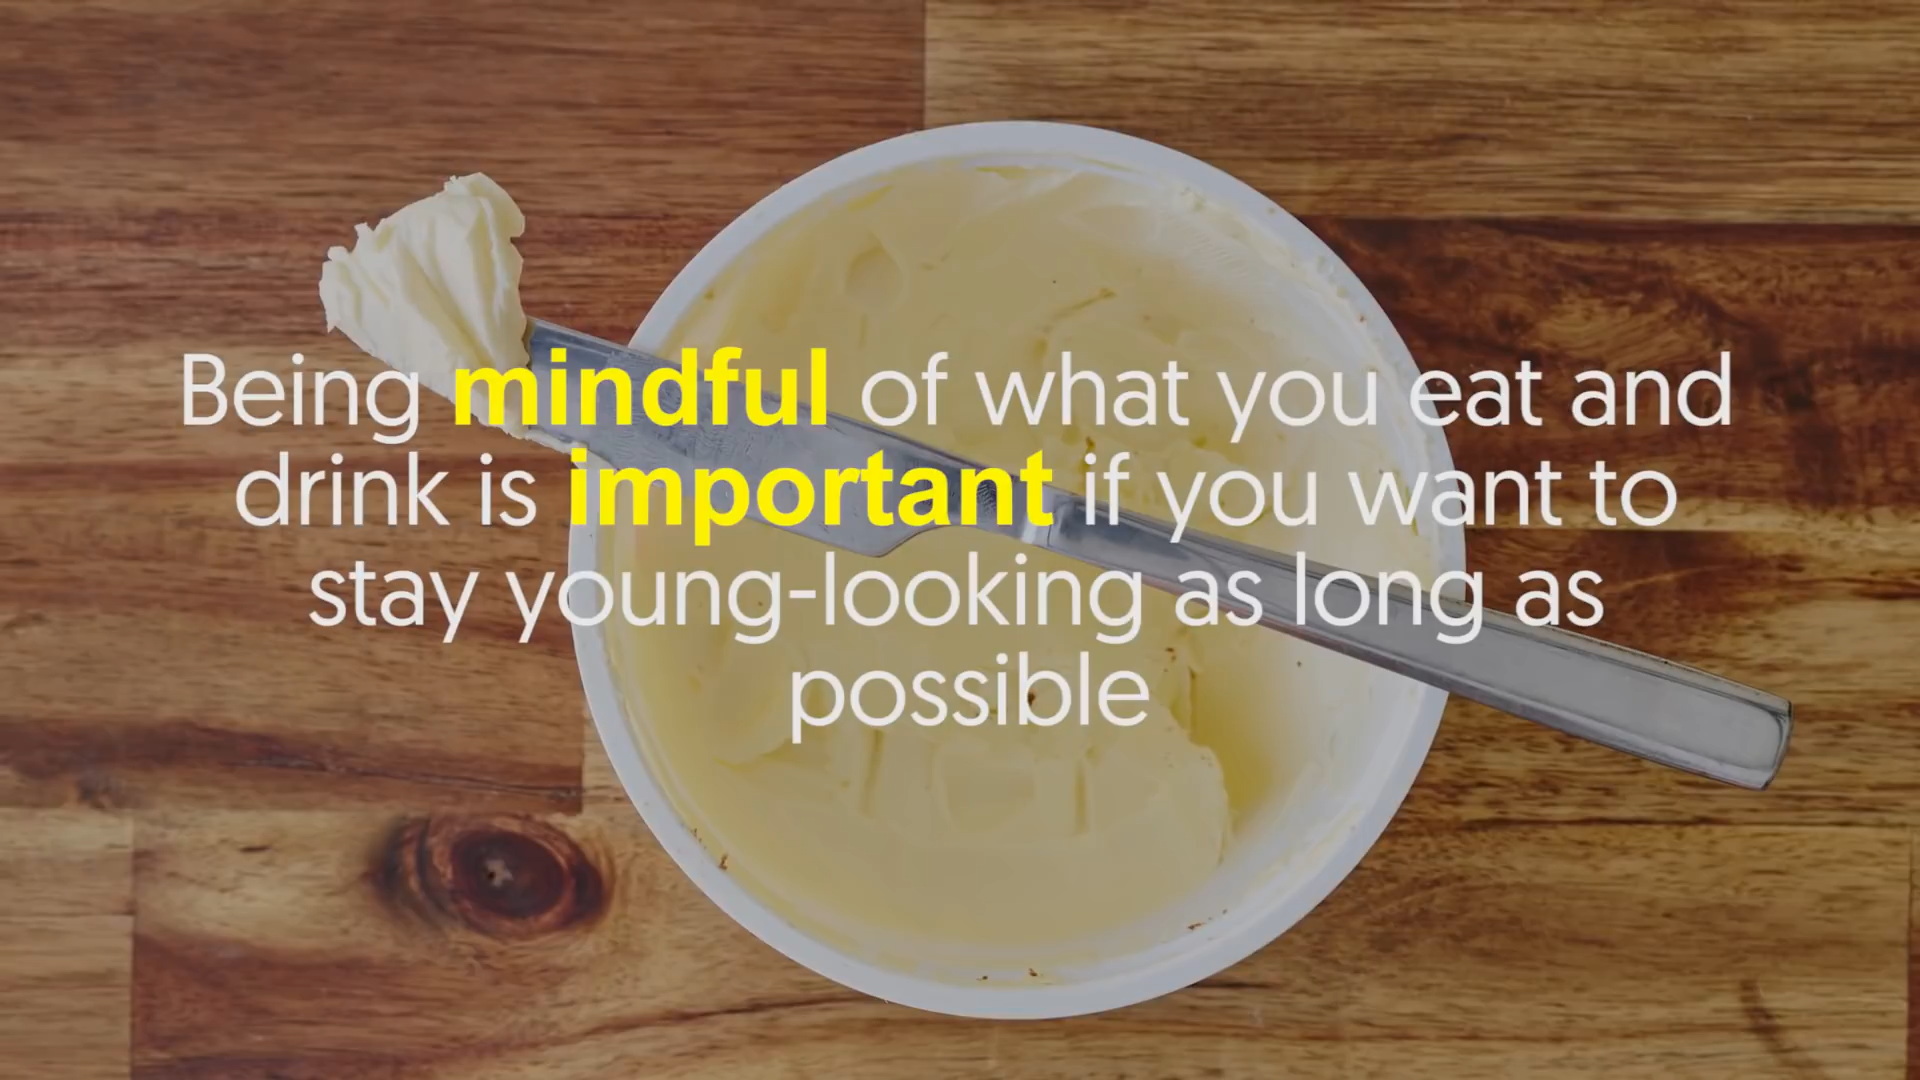 Being mindful of what you eat and
drink is important if you want to
stay young-looking as long as
possible